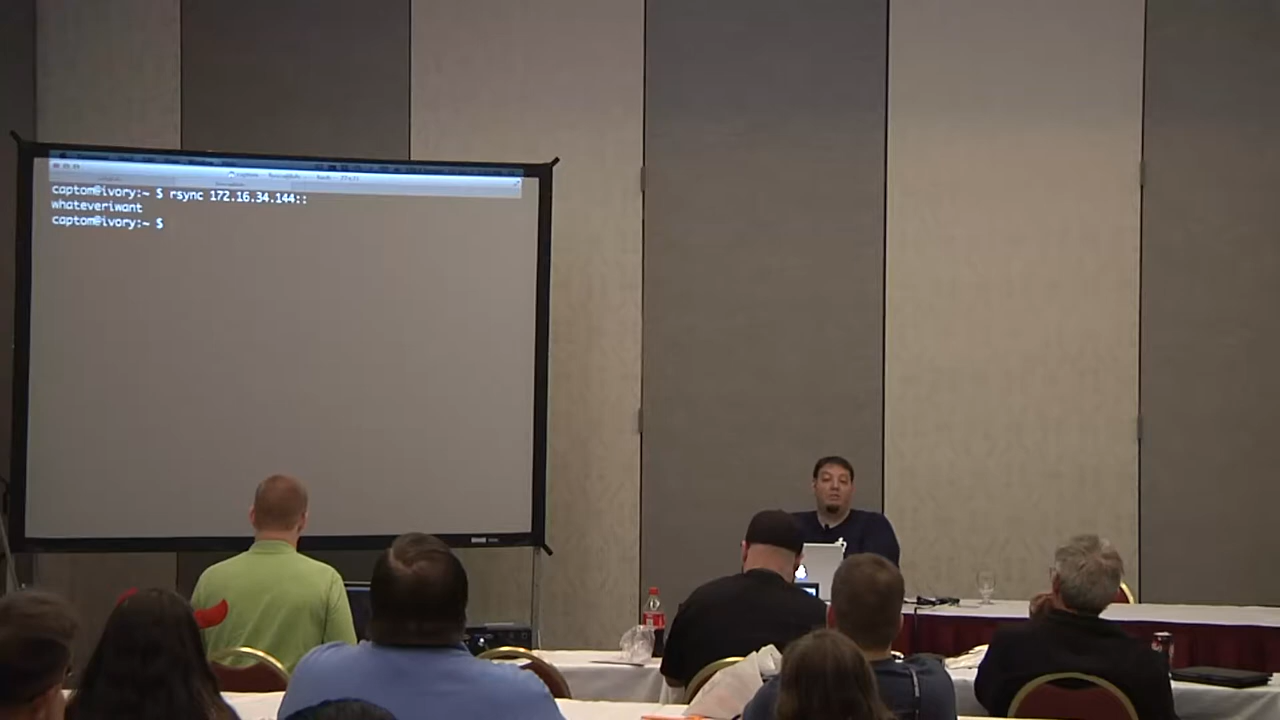 captom@ivory:~ $ rsync 172.16.34.144::
whateveriwant
captom@ivory:~ $